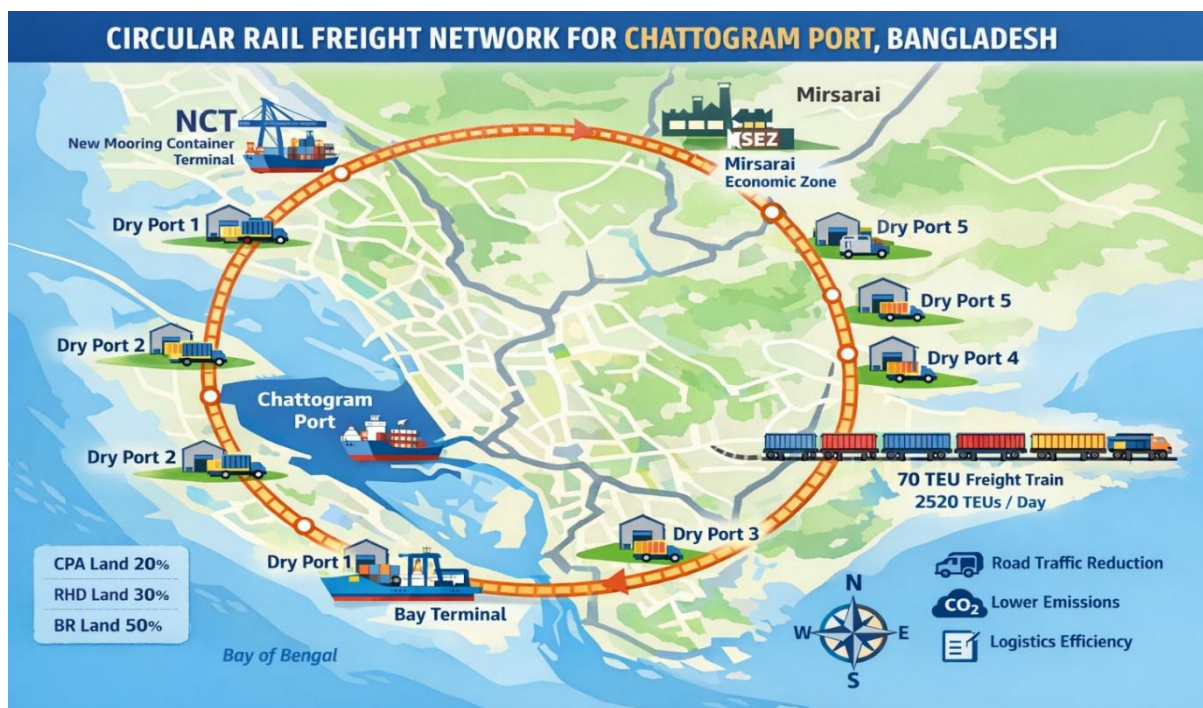 CIRCULAR RAIL FREIGHT NETWORK FOR CHATTOGRAM PORT, BANGLADESH
NCT
New Mooring Container
Terminal
Mirsarai
KSEZ
Mirsarai
Economic Zone
Dry Port 1
Dry Port 5
Dry Port 5
Dry Port 2
Dry Port 4
Chattogram
Port
Dry Port 2
70 TEU Freight Train
2520 TEUs / Day
Dry Port 3
Dry Port 1
Bay Terminal
CPA Land 20%
RHD Land 30%
BR Land 50%
Bay of Bengal
N
W
E
S
Road Traffic Reduction
CO2 Lower Emissions
Logistics Efficiency